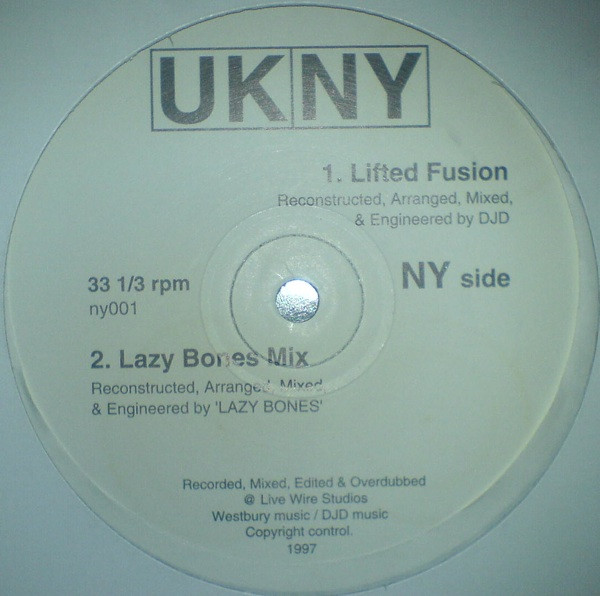 UKNY
1. Lifted Fusion
Reconstructed, Arranged, Mixed,
& Engineered by DJD
33 1/3 rpm
ny001
NY side
2. Lazy Bones Mix
Reconstructed, Arranged, Mixed,
& Engineered by 'LAZY BONES'
Recorded, Mixed, Edited & Overdubbed
@ Live Wire Studios
Westbury music / DJD music
Copyright control.
1997